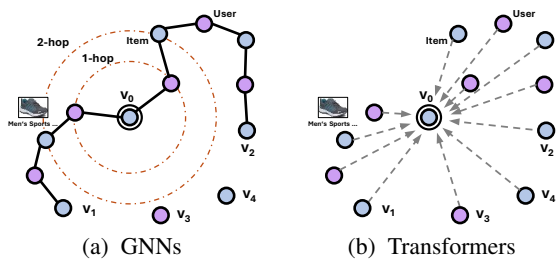 User
2-hop
Item
1-hop
v₀
Men's Sports ...
v₂
v₄
v₁
v₃
(a) GNNs
User
Item
v₀
Men's Sports ...
v₂
v₄
v₁
v₃
(b) Transformers